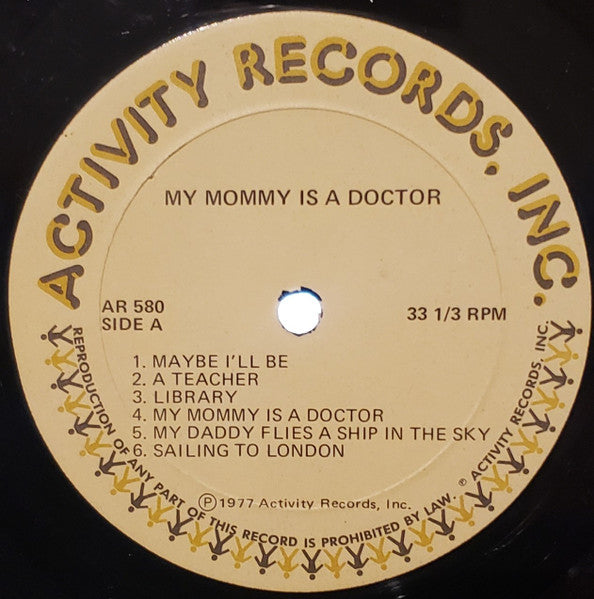 ACTIVITY RECORDS, INC.
MY MOMMY IS A DOCTOR
AR 580
SIDE A
33 1/3 RPM
1. MAYBE I'LL BE
2. A TEACHER
3. LIBRARY
4. MY MOMMY IS A DOCTOR
5. MY DADDY FLIES A SHIP IN THE SKY
6. SAILING TO LONDON
Ⓟ1977 Activity Records, Inc.
REPRODUCTION OF ANY PART OF THIS RECORD IS PROHIBITED BY LAW. ® ACTIVITY RECORDS, INC.